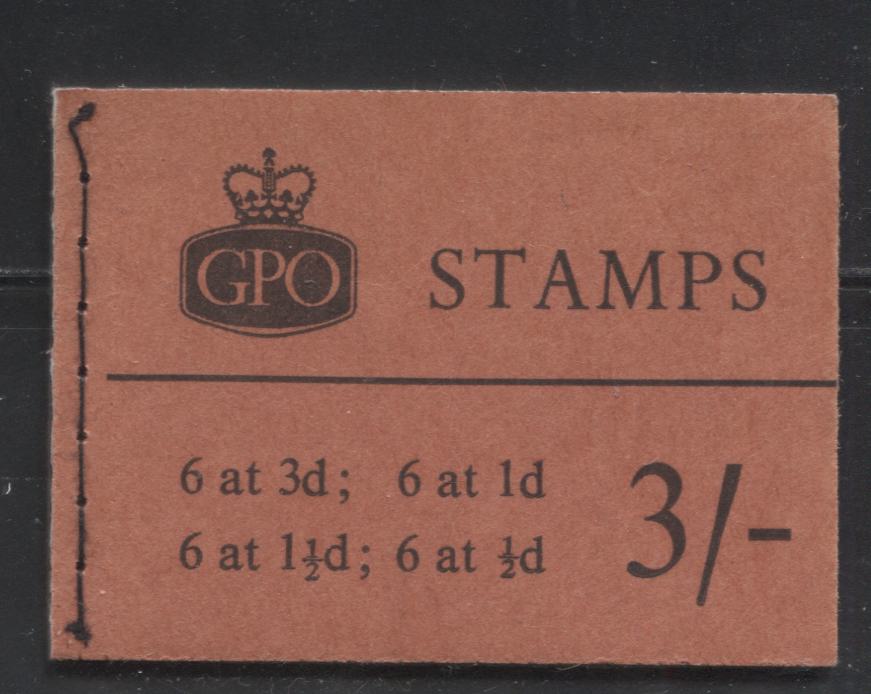 GPO STAMPS
6 at 3d; 6 at 1d
6 at 1½d; 6 at ½d
3/-